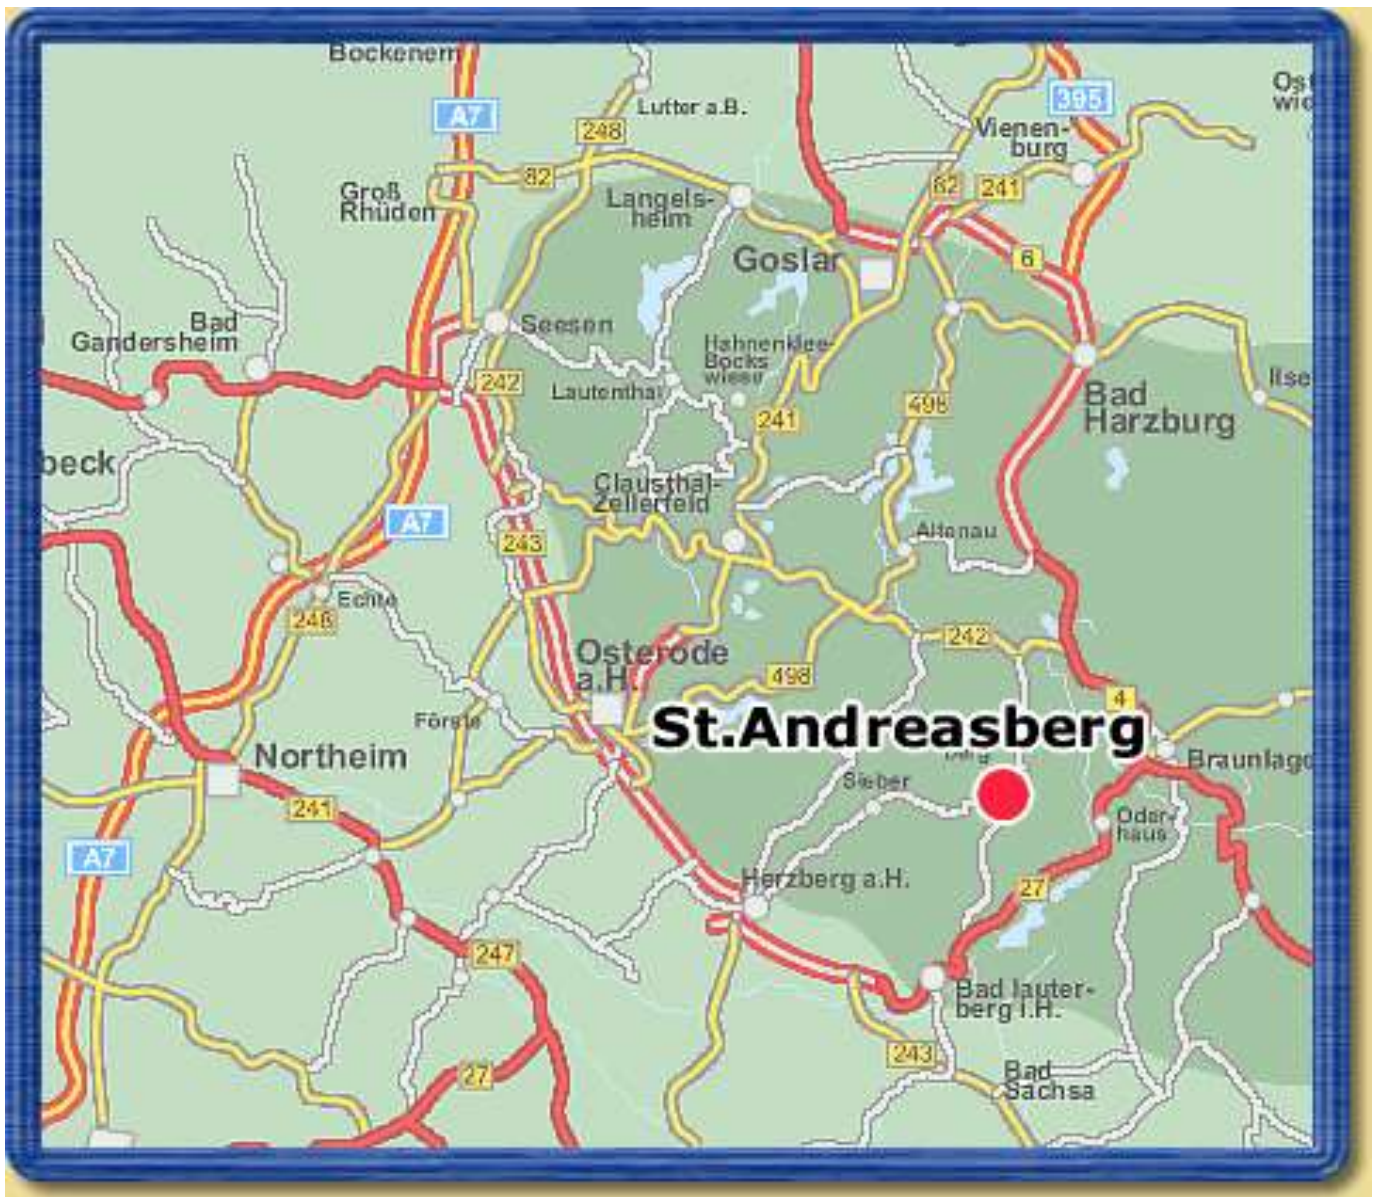 Bockenem
A7
Lutter a.B.
395
Ost
wie
248
Vienen-
burg
82
Groß
Rhüden
Langels-
heim
82
241
Goslar
6
Bad
Gandersheim
Seesen
Hahnenklee-
Bocks
wiese
242
Lautenthal
498
241
Ilse
Bad
Harzburg
beck
Clausthal-
Zellerfeld
A7
243
Altenau
Echte
248
242
Osterode
a.H.
498
4
Förste
St.Andreasberg
berg
Northeim
Sieber
Braunlage
241
Oder-
haus
A7
Herzberg a.H.
27
247
Bad lauter-
berg i.H.
243
27
Bad
Sachsa